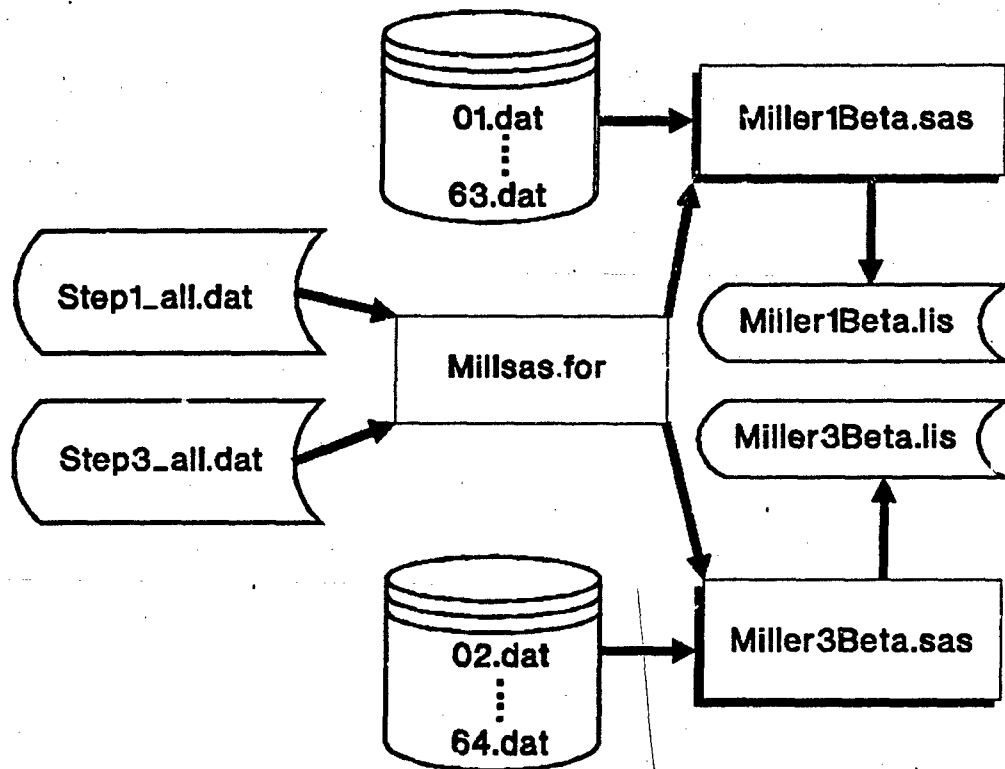 01.dat
63.dat
Miller1Beta.sas
Step1_all.dat
Miller1Beta.lis
Millsas.for
Miller3Beta.lis
Step3_all.dat
02.dat
64.dat
Miller3Beta.sas